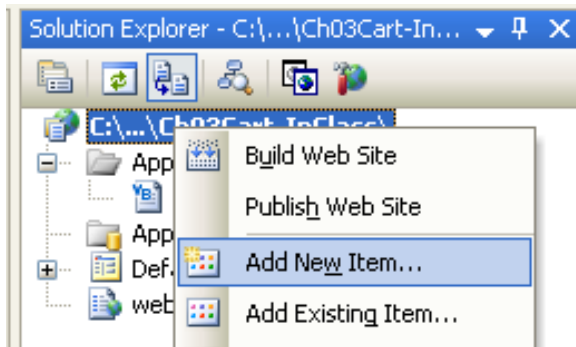 Solution Explorer - C:\...\Ch03Cart-In...
C:\...\Ch03Cart-InClass\
App
VB
App
Def
web
Build Web Site
Publish Web Site
Add New Item...
Add Existing Item...